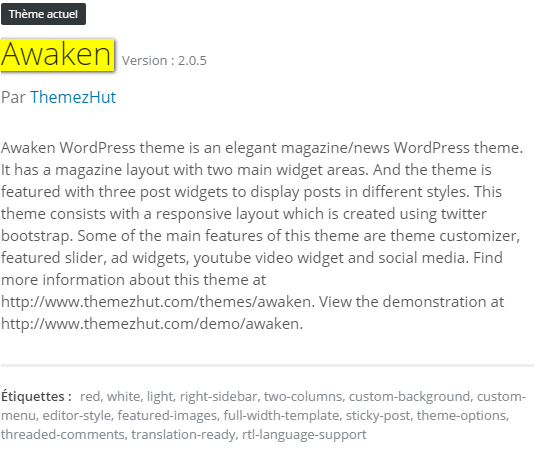 Thème actuel
Awaken Version : 2.0.5
Par ThemezHut
Awaken WordPress theme is an elegant magazine/news WordPress theme.
It has a magazine layout with two main widget areas. And the theme is
featured with three post widgets to display posts in different styles. This
theme consists with a responsive layout which is created using twitter
bootstrap. Some of the main features of this theme are theme customizer,
featured slider, ad widgets, youtube video widget and social media. Find
more information about this theme at
http://www.themezhut.com/themes/awaken. View the demonstration at
http://www.themezhut.com/demo/awaken.
Étiquettes : red, white, light, right-sidebar, two-columns, custom-background, custom-
menu, editor-style, featured-images, full-width-template, sticky-post, theme-options,
threaded-comments, translation-ready, rtl-language-support